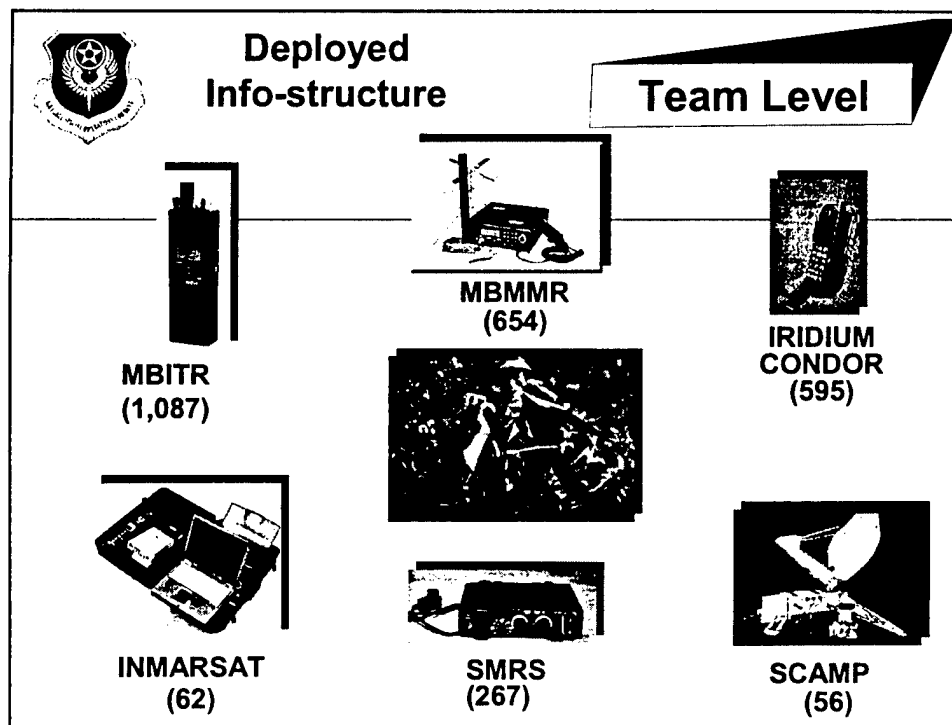 Deployed
Info-structure
Team Level
MBITR
(1,087)
MBMMR
(654)
IRIDIUM
CONDOR
(595)
INMARSAT
(62)
SMRS
(267)
SCAMP
(56)